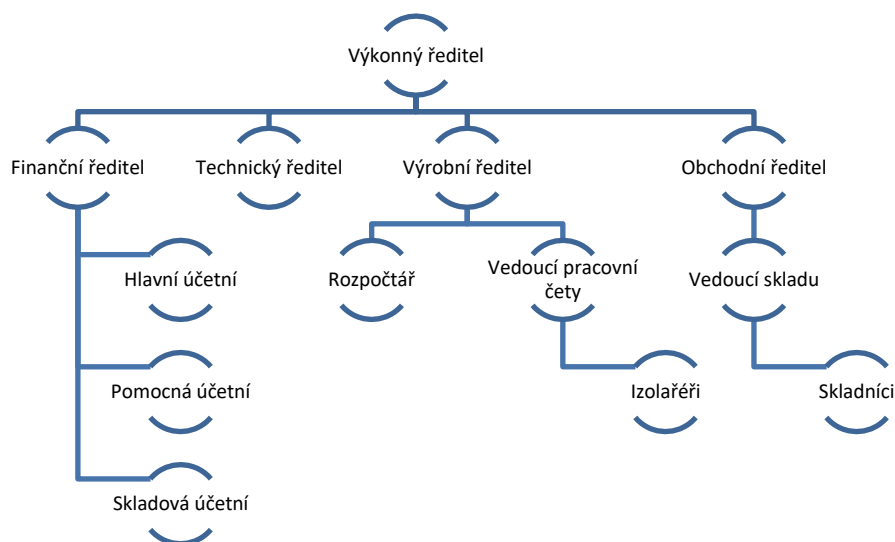 Výkonný ředitel
Finanční ředitel
Technický ředitel
Výrobní ředitel
Obchodní ředitel
Hlavní účetní
Rozpočtář
Vedoucí pracovní
čety
Vedoucí skladu
Pomocná účetní
Izolaféři
Skladníci
Skladová účetní